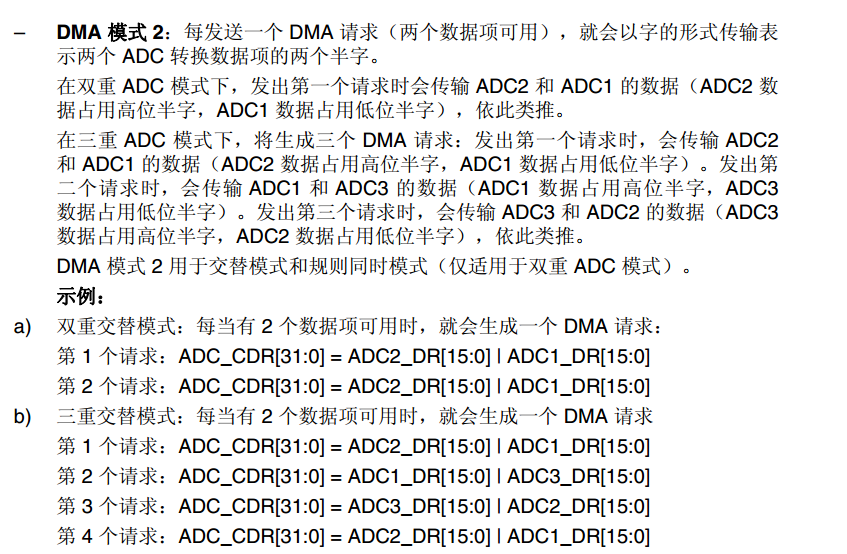 – DMA 模式 2：每发送一个 DMA 请求（两个数据项可用），就会以字的形式传输表
示两个 ADC 转换数据项的两个半字。
在双重 ADC 模式下，发出第一个请求时会传输 ADC2 和 ADC1 的数据（ADC2 数
据占用高位半字，ADC1 数据占用低位半字），依此类推。
在三重 ADC 模式下，将生成三个 DMA 请求：发出第一个请求时，会传输 ADC2
和 ADC1 的数据（ADC2 数据占用高位半字，ADC1 数据占用低位半字）。发出第
二个请求时，会传输 ADC1 和 ADC3 的数据（ADC1 数据占用高位半字，ADC3
数据占用低位半字）。发出第三个请求时，会传输 ADC3 和 ADC2 的数据（ADC3
数据占用高位半字，ADC2 数据占用低位半字），依此类推。
DMA 模式 2 用于交替模式和规则同时模式（仅适用于双重 ADC 模式）。
示例：
a) 双重交替模式：每当有 2 个数据项可用时，就会生成一个 DMA 请求：
第 1 个请求：ADC_CDR[31:0] = ADC2_DR[15:0] | ADC1_DR[15:0]
第 2 个请求：ADC_CDR[31:0] = ADC2_DR[15:0] | ADC1_DR[15:0]
b) 三重交替模式：每当有 2 个数据项可用时，就会生成一个 DMA 请求
第 1 个请求：ADC_CDR[31:0] = ADC2_DR[15:0] | ADC1_DR[15:0]
第 2 个请求：ADC_CDR[31:0] = ADC1_DR[15:0] | ADC3_DR[15:0]
第 3 个请求：ADC_CDR[31:0] = ADC3_DR[15:0] | ADC2_DR[15:0]
第 4 个请求：ADC_CDR[31:0] = ADC2_DR[15:0] | ADC1_DR[15:0]